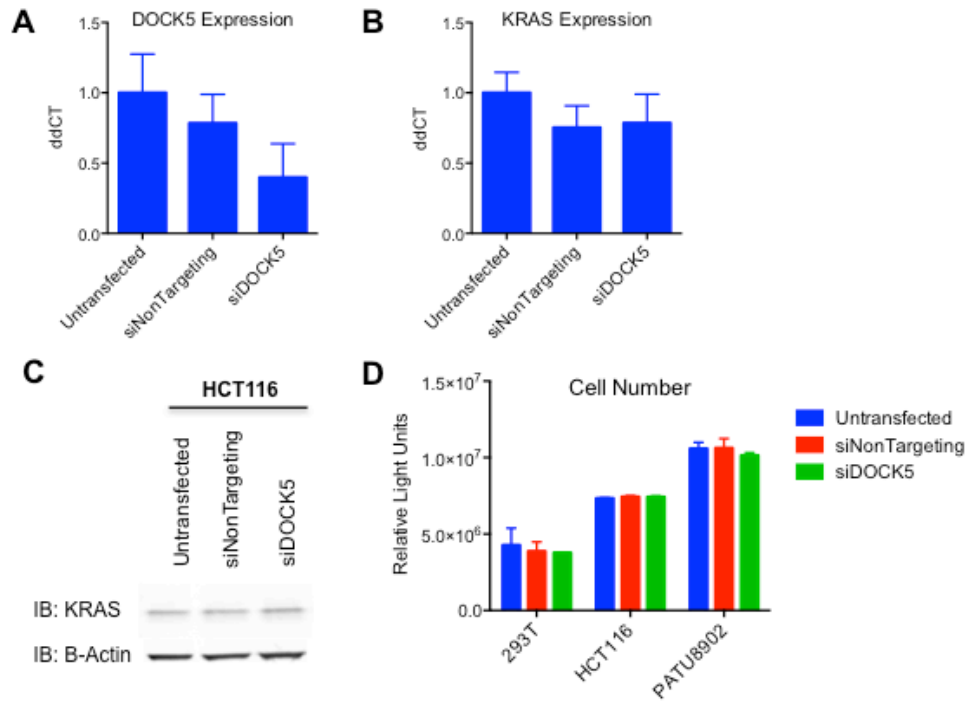 A
DOCK5 Expression
ddCT
1.5
1.0
0.5
0.0
Untransfected
siNonTargeting
siDOCK5
B
KRAS Expression
ddCT
1.5
1.0
0.5
0.0
Untransfected
siNonTargeting
siDOCK5
C
HCT116
Untransfected
siNonTargeting
siDOCK5
IB: KRAS
IB: B-Actin
D
Cell Number
Relative Light Units
1.5×10⁷
1.0×10⁷
5.0×10⁶
0.0
293T
HCT116
PATU8902
Untransfected
siNonTargeting
siDOCK5